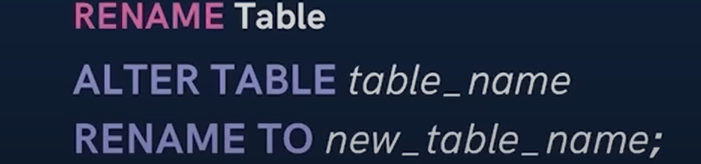 RENAME Table
ALTER TABLE table_name
RENAME TO new_table_name;